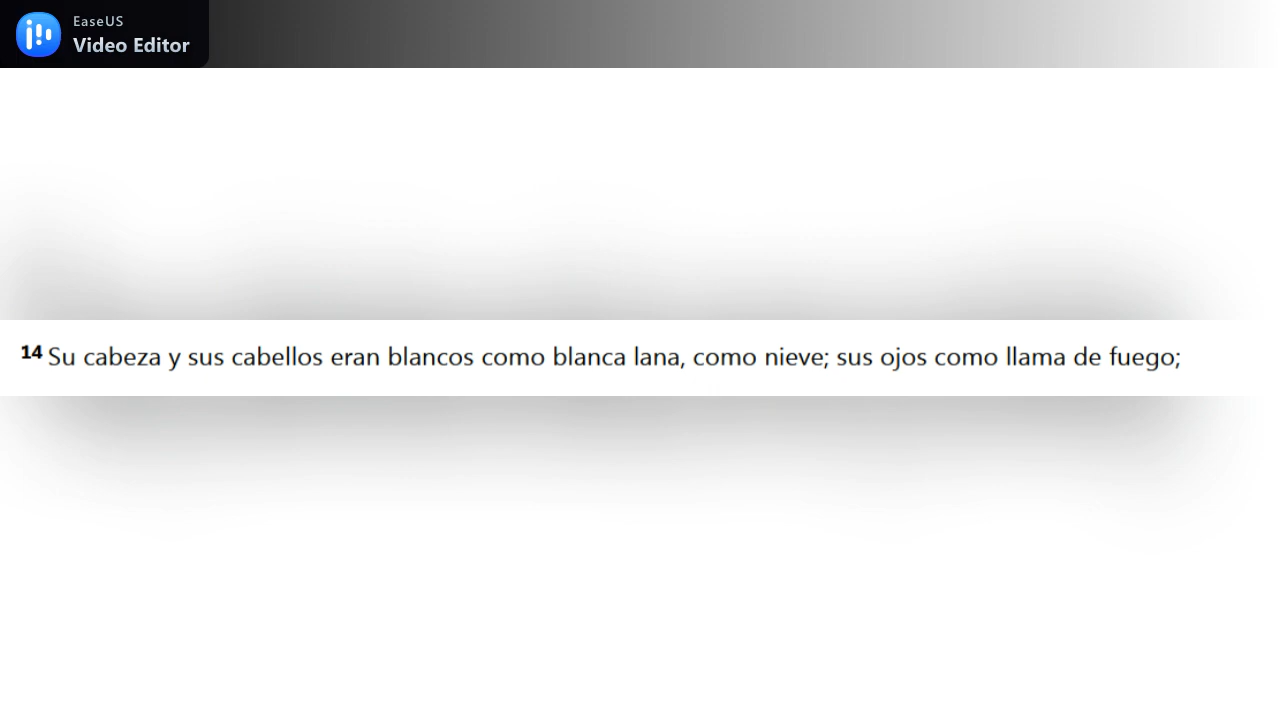 EaseUS
Video Editor
14 Su cabeza y sus cabellos eran blancos como blanca lana, como nieve; sus ojos como llama de fuego;